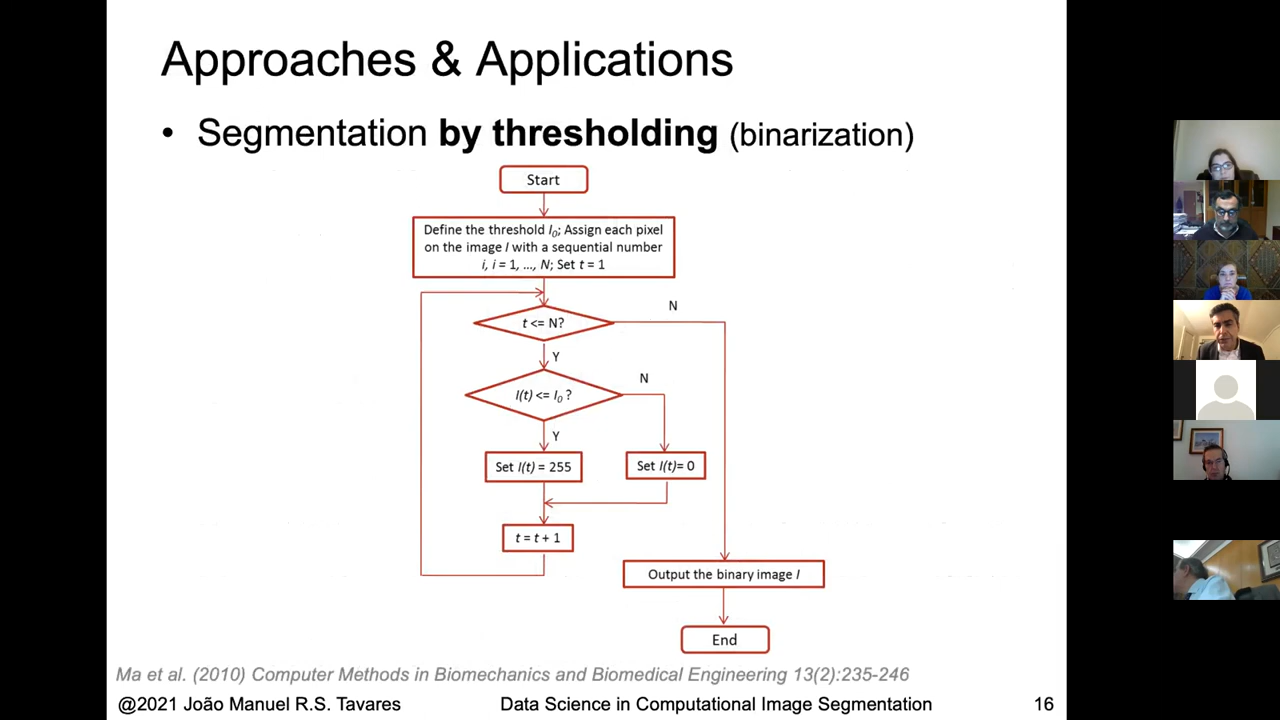 Approaches & Applications
• Segmentation by thresholding (binarization)
Start
Define the threshold I0; Assign each pixel
on the image I with a sequential number
i, i = 1, ..., N; Set t = 1
N
t <= N?
Y
N
I(t) <= I0 ?
Y
Set I(t) = 255
Set I(t)= 0
t = t + 1
Output the binary image I
End
Ma et al. (2010) Computer Methods in Biomechanics and Biomedical Engineering 13(2):235-246
@2021 João Manuel R.S. Tavares
Data Science in Computational Image Segmentation
16